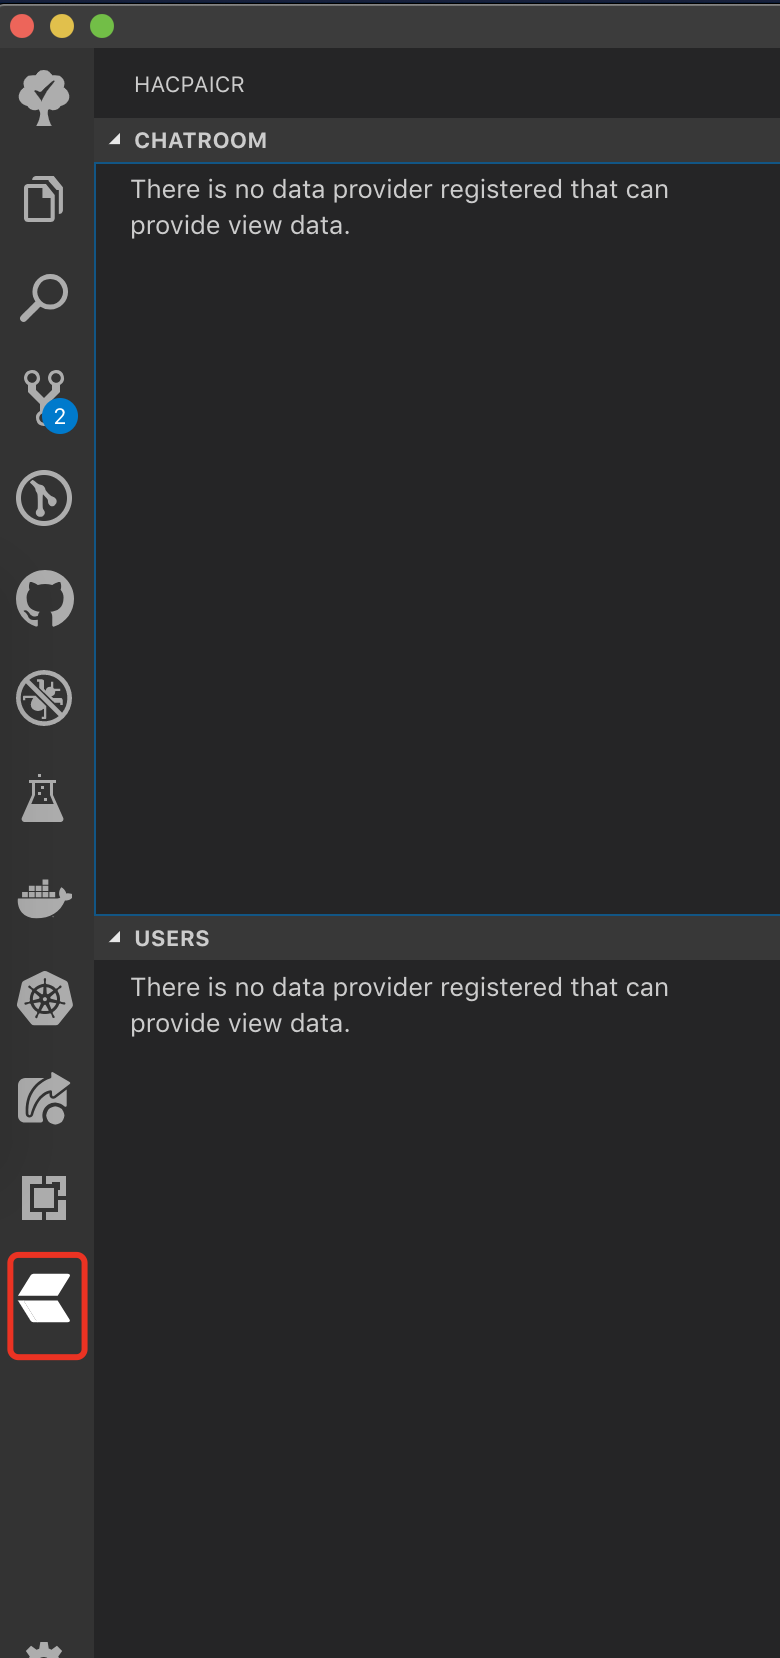 HACPAICR
CHATROOM
There is no data provider registered that can
provide view data.
2
USERS
There is no data provider registered that can
provide view data.